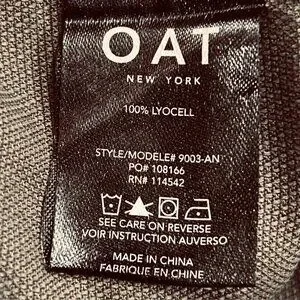 OAT
NEW YORK
100% LYOCELL
STYLE/MODELE# 9003-AN
PO# 108166
RN# 114542
SEE CARE ON REVERSE
VOIR INSTRUCTION AUVERSO
MADE IN CHINA
FABRIQUE EN CHINE